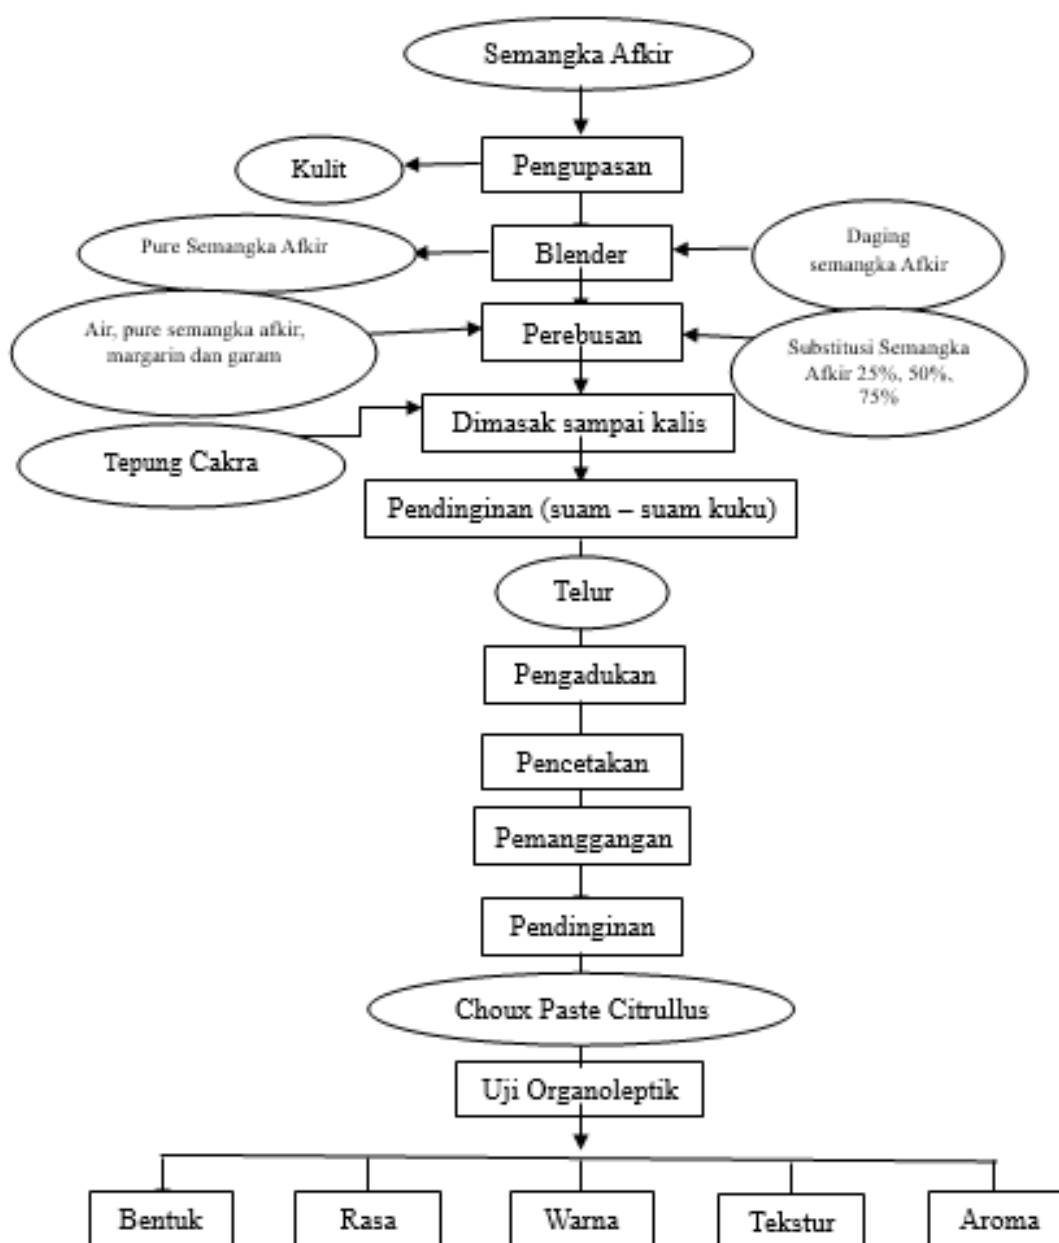 Semangka Afkir
Pengupasan
Kulit
Pure Semangka Afkir
Blender
Daging
semangka Afkir
Air, pure semangka afkir,
margarin dan garam
Perebusan
Substitusi Semangka
Afkir 25%, 50%,
75%
Dimasak sampai kalis
Tepung Cakra
Pendinginan (suam – suam kuku)
Telur
Pengadukan
Pencetakan
Pemanggangan
Pendinginan
Choux Paste Citrullus
Uji Organoleptik
Bentuk
Rasa
Warna
Tekstur
Aroma